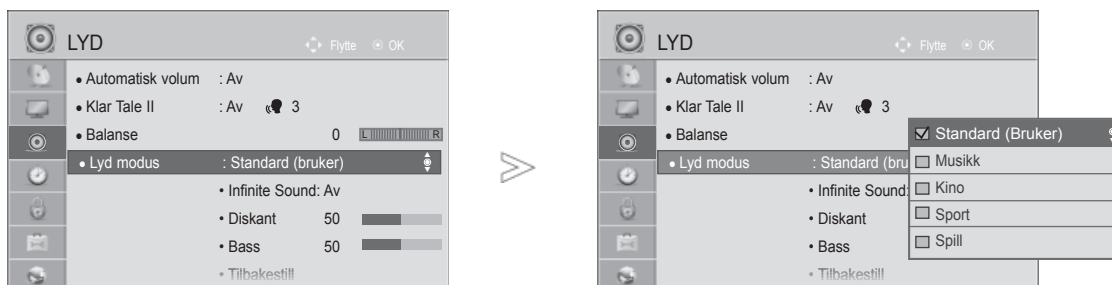 LYD
Flytte OK
• Automatisk volum : Av
• Klar Tale II : Av 3
• Balanse 0 L R
• Lyd modus : Standard (bruker)
• Infinite Sound: Av
• Diskant 50
• Bass 50
• Tilbakestill
LYD
Flytte OK
• Automatisk volum : Av
• Klar Tale II : Av 3
• Balanse
• Lyd modus : Standard (bru
• Infinite Sound:
• Diskant
• Bass
• Tilbakestill
Standard (Bruker)
Musikk
Kino
Sport
Spill